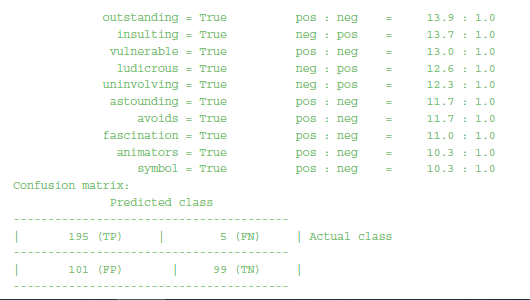 outstanding = True pos : neg = 13.9 : 1.0
insulting = True neg : pos = 13.7 : 1.0
vulnerable = True pos : neg = 13.0 : 1.0
ludicrous = True neg : pos = 12.6 : 1.0
uninvolving = True neg : pos = 12.3 : 1.0
astounding = True pos : neg = 11.7 : 1.0
avoids = True pos : neg = 11.7 : 1.0
fascination = True pos : neg = 11.0 : 1.0
animators = True pos : neg = 10.3 : 1.0
symbol = True pos : neg = 10.3 : 1.0
Confusion matrix:
Predicted class
----------------------------------------
| 195 (TP) | 5 (FN) | Actual class
----------------------------------------
| 101 (FP) | 99 (TN) |
----------------------------------------